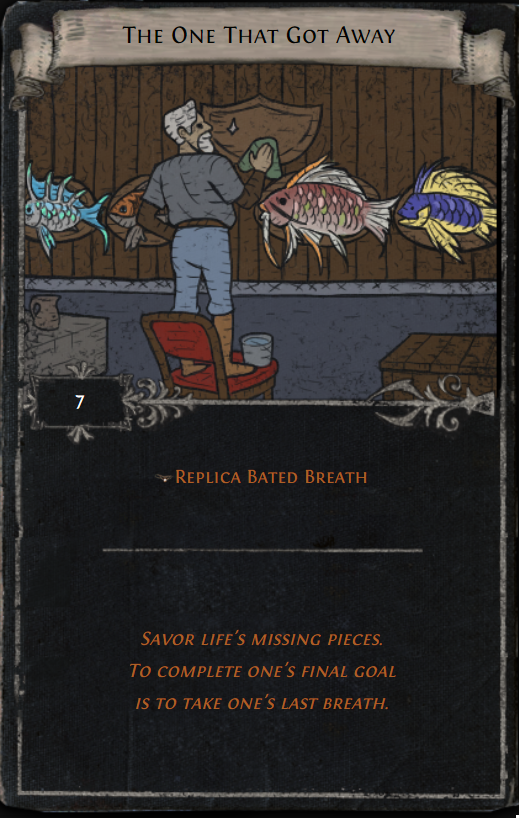 The One That Got Away
7
Replica Bated Breath
Savor life's missing pieces.
To complete one's final goal
is to take one's last breath.